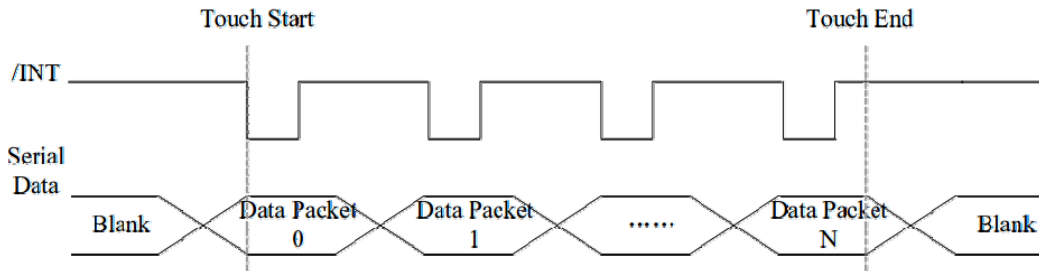 Touch Start
Touch End
/INT
Serial
Data
Blank
Data Packet
0
Data Packet
1
......
Data Packet
N
Blank